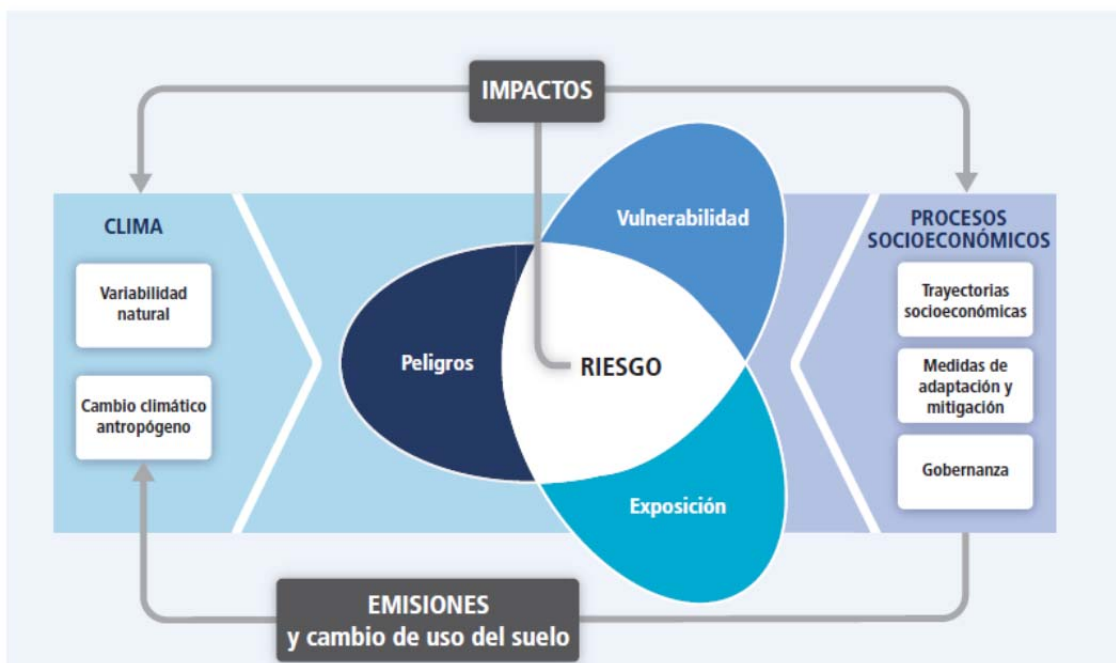 IMPACTOS
CLIMA
Variabilidad
natural
Cambio climático
antropógeno
Peligros
RIESGO
Vulnerabilidad
Exposición
PROCESOS
SOCIOECONÓMICOS
Trayectorias
socioeconómicas
Medidas de
adaptación y
mitigación
Gobernanza
EMISIONES
y cambio de uso del suelo